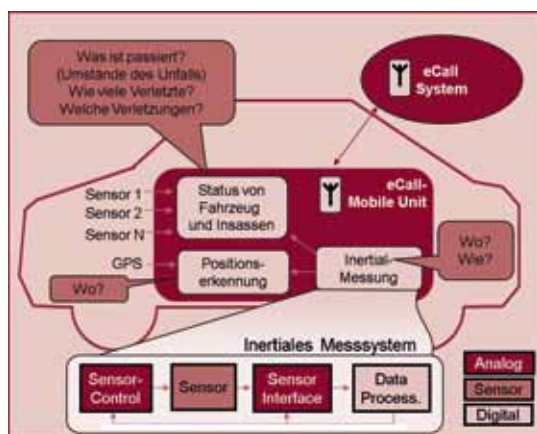 Was ist passiert?
(Umstände des Unfalls)
Wie viele Verletzte?
Welche Verletzungen?
eCall
System
Sensor 1
Sensor 2
Sensor N
GPS
Status von
Fahrzeug
und Insassen
eCall-
Mobile Unit
Wo?
Wie?
Positions-
erkennung
Inertial-
Messung
Wo?
Inertiales Messsystem
Sensor-
Control
Sensor
Sensor
Interface
Data
Process.
Analog
Sensor
Digital